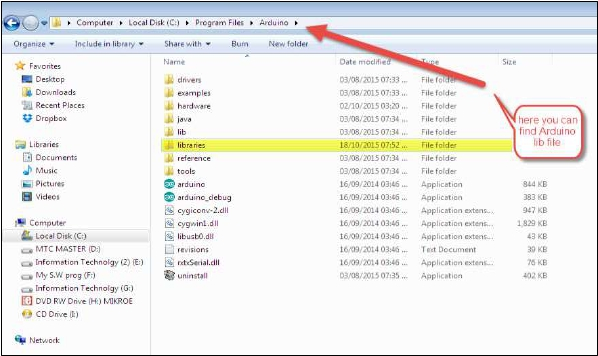 Computer ▸ Local Disk (C:) ▸ Program Files ▸ Arduino ▸
Organize Include in library Share with Burn New folder
Name Date modified Type Size
Favorites
Desktop
Downloads
Recent Places
Dropbox
Libraries
Documents
Music
Pictures
Videos
Computer
Local Disk (C:)
MTC MASTER (D:)
Information Technology (2) (E:)
My S.W prog (F:)
Information Technolgy (G:)
DVD RW Drive (H:) MIKROE
CD Drive (I:)
Network
drivers 03/08/2015 07:33 ... File folder
examples 03/08/2015 07:33 ... File folder
hardware 02/10/2015 03:20 ... File folder
java 03/08/2015 07:34 ... File folder
lib 03/08/2015 07:34 ... File folder
libraries 18/10/2015 07:52 ... File folder
reference 03/08/2015 07:34 ... File folder
tools 03/08/2015 07:35 ... File folder
arduino 16/09/2014 03:46 ... Application 844 KB
arduino_debug 16/09/2014 03:46 ... Application 383 KB
cygiconv-2.dll 16/09/2014 03:46 ... Application extens... 947 KB
cygwin1.dll 16/09/2014 03:46 ... Application extens... 1,829 KB
libusb0.dll 16/09/2014 03:46 ... Application extens... 43 KB
revisions 16/09/2014 03:46 ... Text Document 39 KB
rxtxSerial.dll 16/09/2014 03:46 ... Application extens... 76 KB
uninstall 03/08/2015 07:35 ... Application 402 KB
here you can
find Arduino
lib file